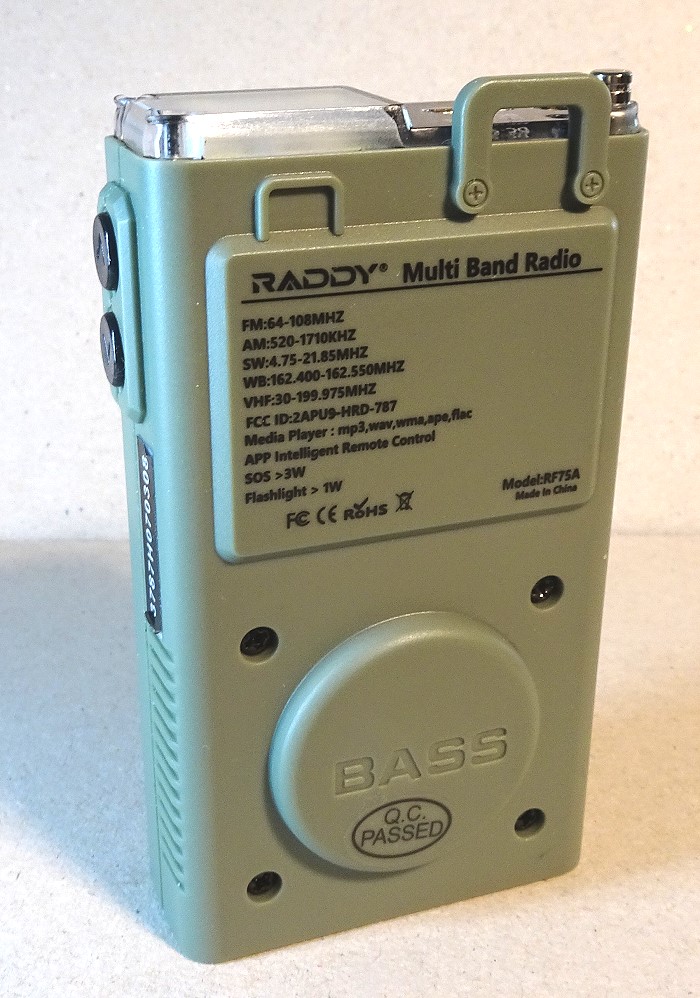 RADDY® Multi Band Radio
FM:64-108MHZ
AM:520-1710KHZ
SW:4.75-21.85MHZ
WB:162.400-162.550MHZ
VHF:30-199.975MHZ
FCC ID:2APU9-HRD-787
Media Player : mp3,wav,wma,ape,flac
APP Intelligent Remote Control
SOS >3W
Flashlight > 1W
Model:RF75A
Made in China
FC CE RoHS
3787H070308
BASS
Q.C.
PASSED